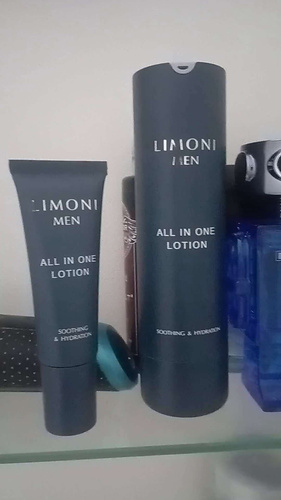 LIMONI
MEN
ALL IN ONE
LOTION
SOOTHING
& HYDRATION
LIMONI
MEN
ALL IN ONE
LOTION
SOOTHING & HYDRATION